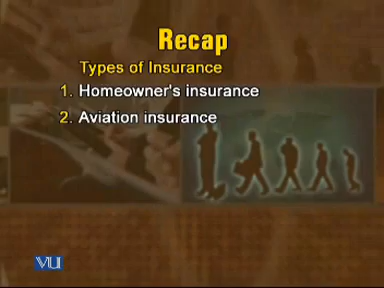 Recap
Types of Insurance
1. Homeowner's insurance
2. Aviation insurance
VU